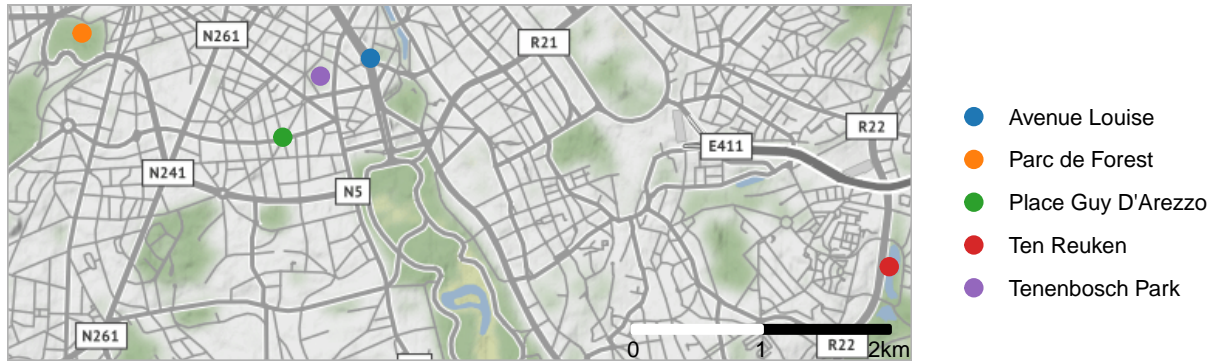 N261
R21
R22
E411
N241
N5
N261
R22
0 1 2km
Avenue Louise
Parc de Forest
Place Guy D'Arezzo
Ten Reuken
Tenenbosch Park